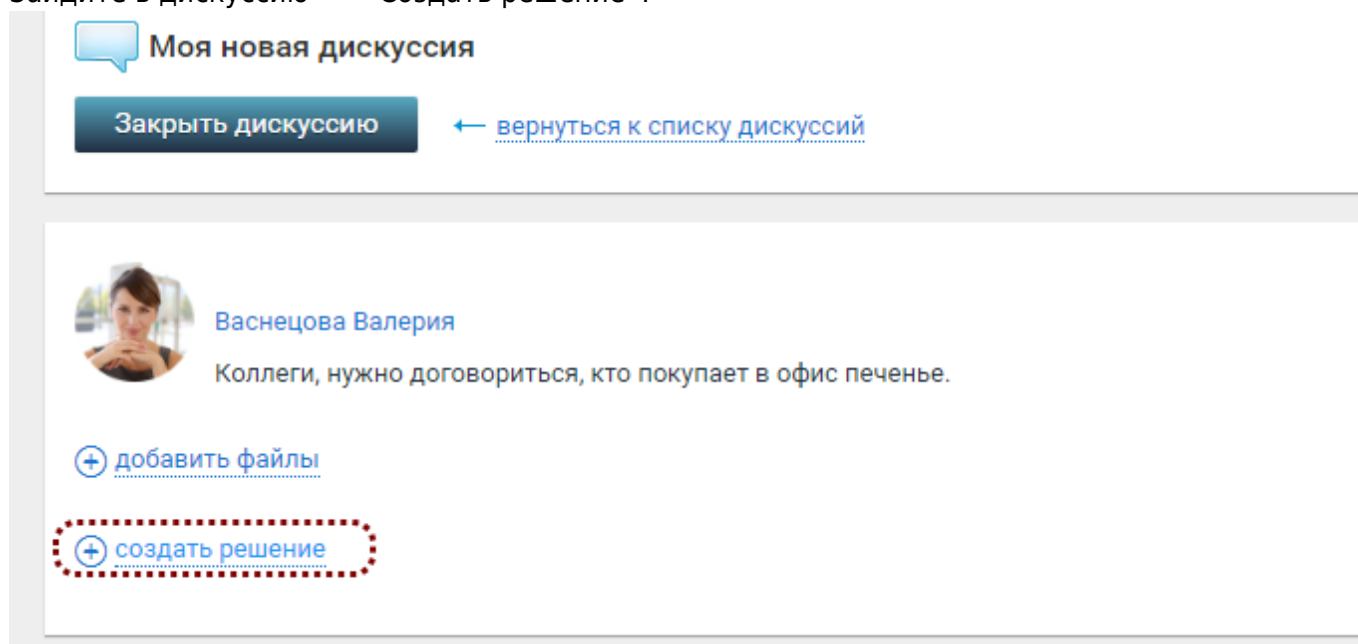 Моя новая дискуссия
Закрыть дискуссию ← вернуться к списку дискуссий
Васнецова Валерия
Коллеги, нужно договориться, кто покупает в офис печенье.
добавить файлы
создать решение